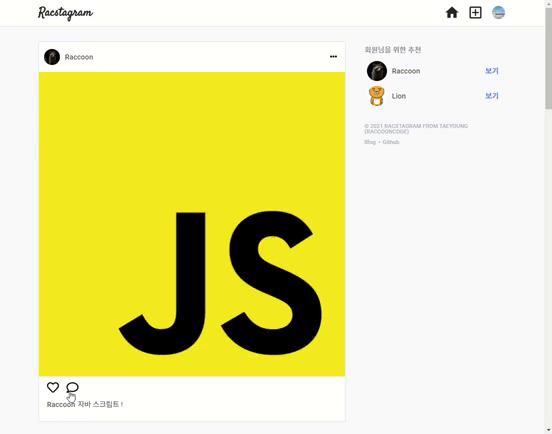 Racstagram
Raccoon
회원님을 위한 추천
Raccoon 보기
Lion 보기
© 2021 RACSTAGRAM FROM TAEYOUNG
(RACCOONCODE)
Blog • Github
JS
Raccoon 자바 스크립트 !